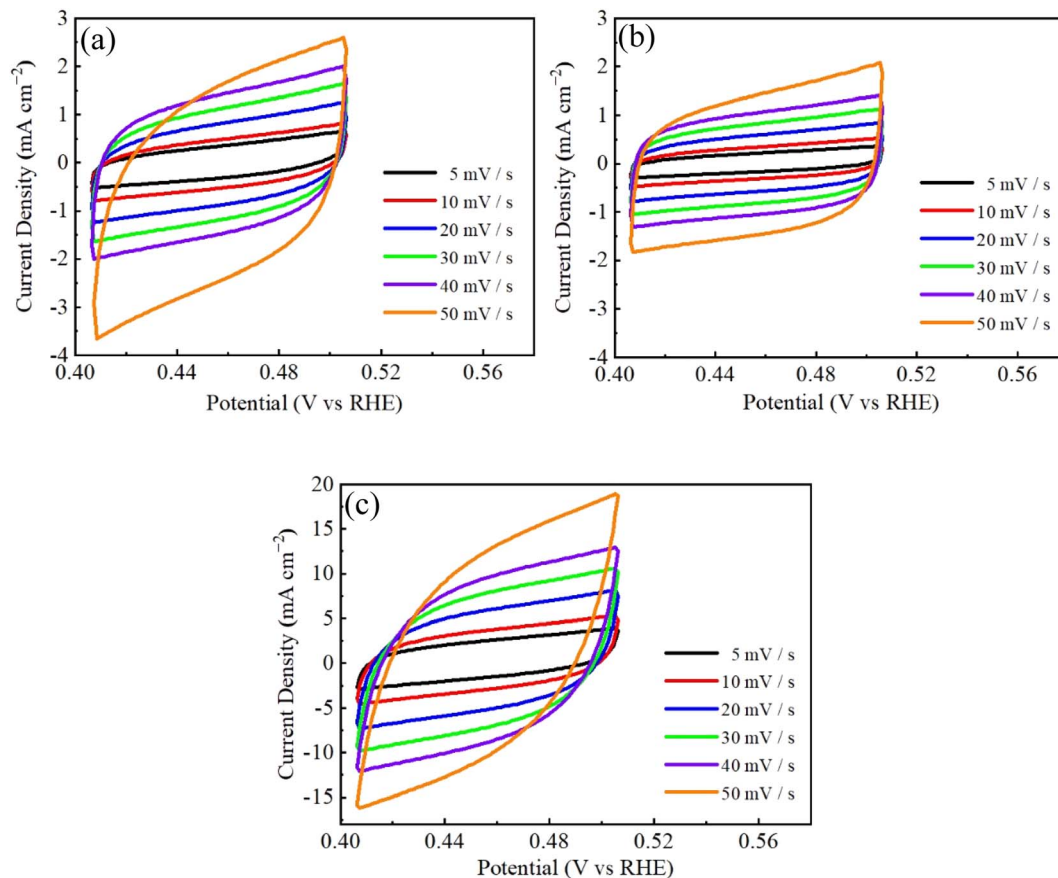 (a)
3
2
1
0
-1
-2
-3
-4
Current Density (mA cm⁻²)
5 mV / s
10 mV / s
20 mV / s
30 mV / s
40 mV / s
50 mV / s
0.40 0.44 0.48 0.52 0.56
Potential (V vs RHE)
(b)
3
2
1
0
-1
-2
-3
-4
Current Density (mA cm⁻²)
5 mV / s
10 mV / s
20 mV / s
30 mV / s
40 mV / s
50 mV / s
0.40 0.44 0.48 0.52 0.56
Potential (V vs RHE)
(c)
20
15
10
5
0
-5
-10
-15
Current Density (mA cm⁻²)
5 mV / s
10 mV / s
20 mV / s
30 mV / s
40 mV / s
50 mV / s
0.40 0.44 0.48 0.52 0.56
Potential (V vs RHE)